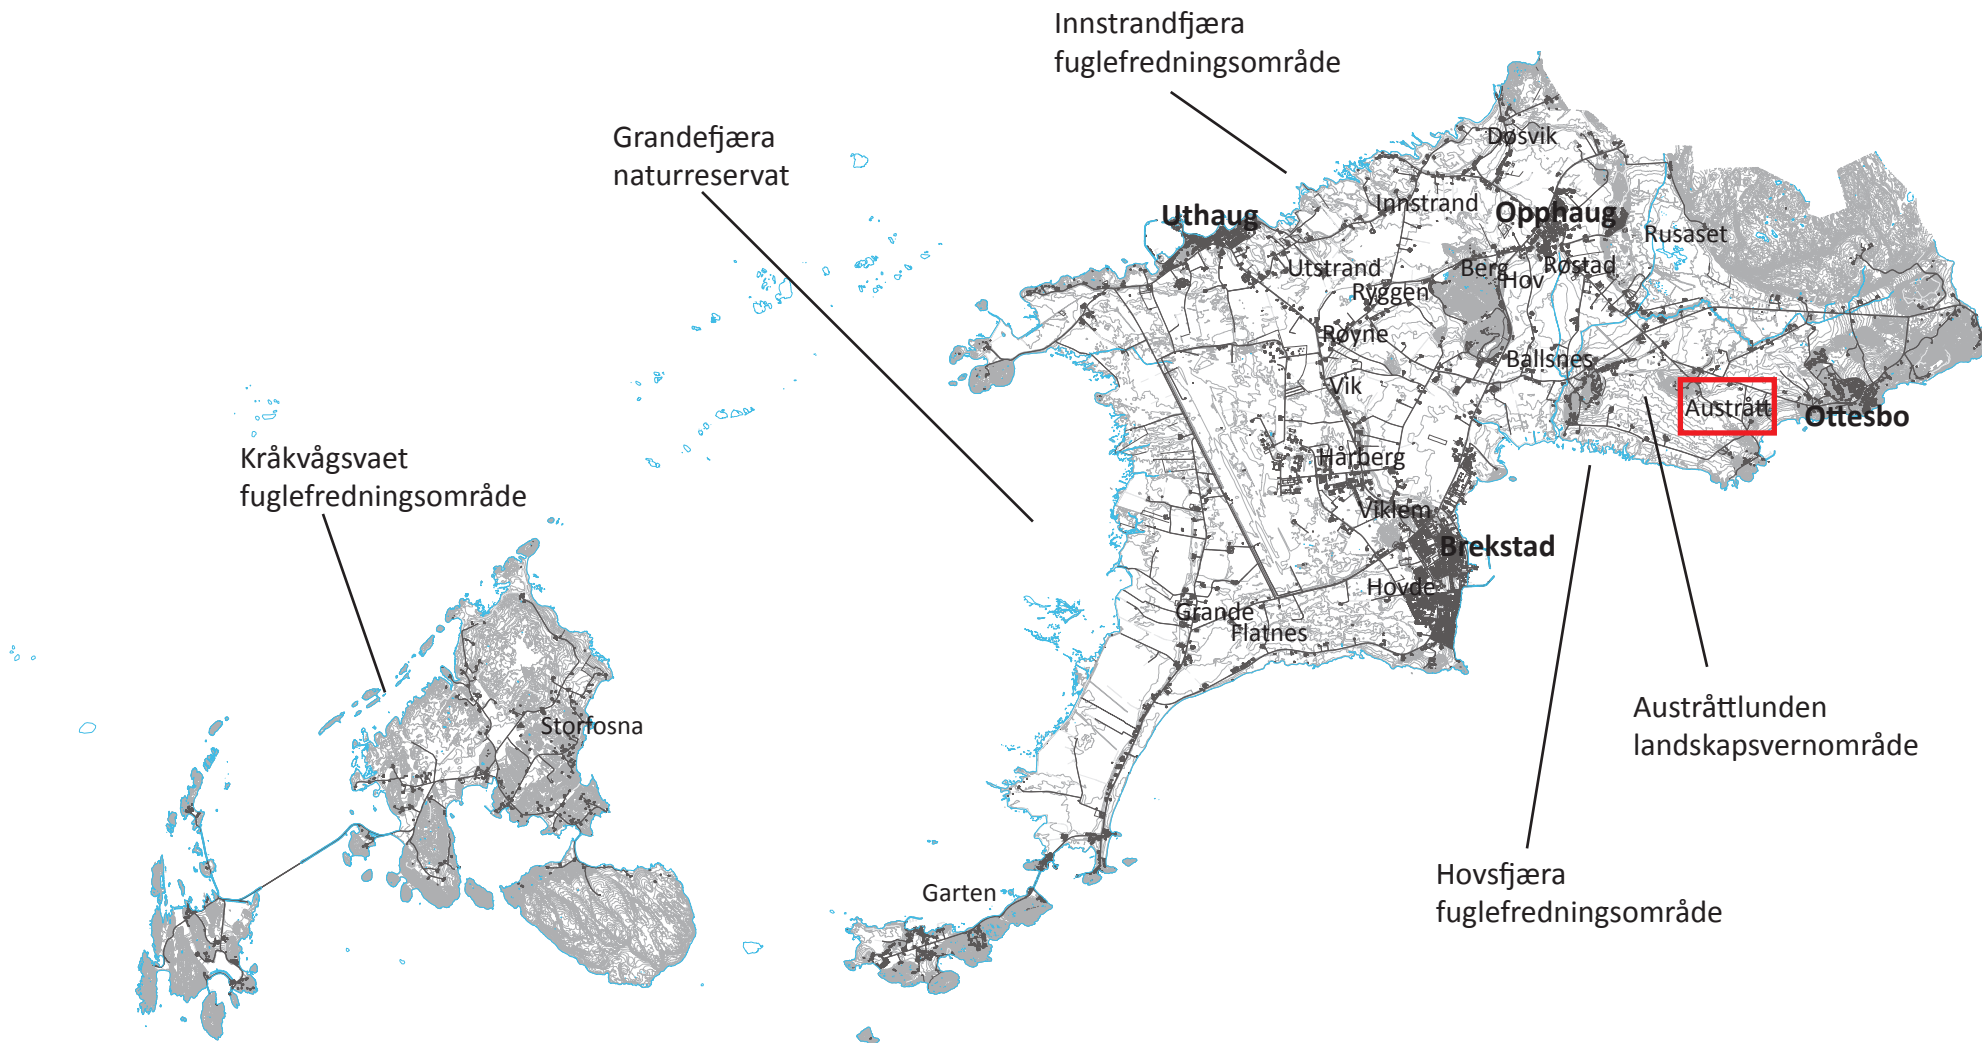 Innstrandfjæra
fuglefredningsområde
Grandefjæra
naturreservat
Døsvik
Innstrand
Uthaug
Opphaug
Rusaset
Utstrand
Berg
Røstad
Hov
Ryggen
Røyne
Ballsnes
Vik
Austrått
Ottesbo
Kråkvågsvaet
fuglefredningsområde
Hårberg
Viklem
Brekstad
Hovde
Grande
Flatnes
Storfosna
Austråttlunden
landskapsvernområde
Garten
Hovsfjæra
fuglefredningsområde